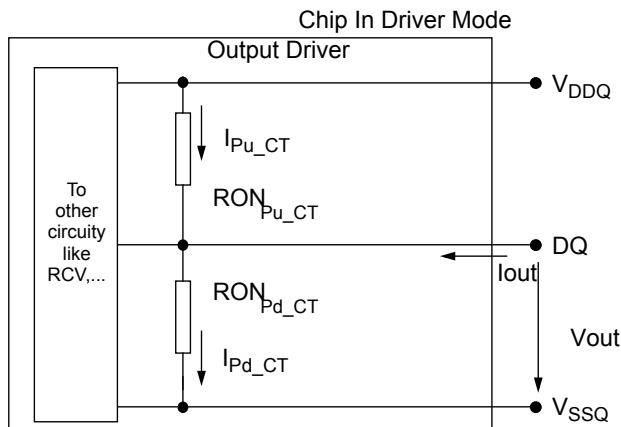 Chip In Driver Mode
Output Driver
To
other
circuity
like
RCV,...
I_Pu_CT
RON_Pu_CT
RON_Pd_CT
I_Pd_CT
V_DDQ
DQ
Iout
Vout
V_SSQ